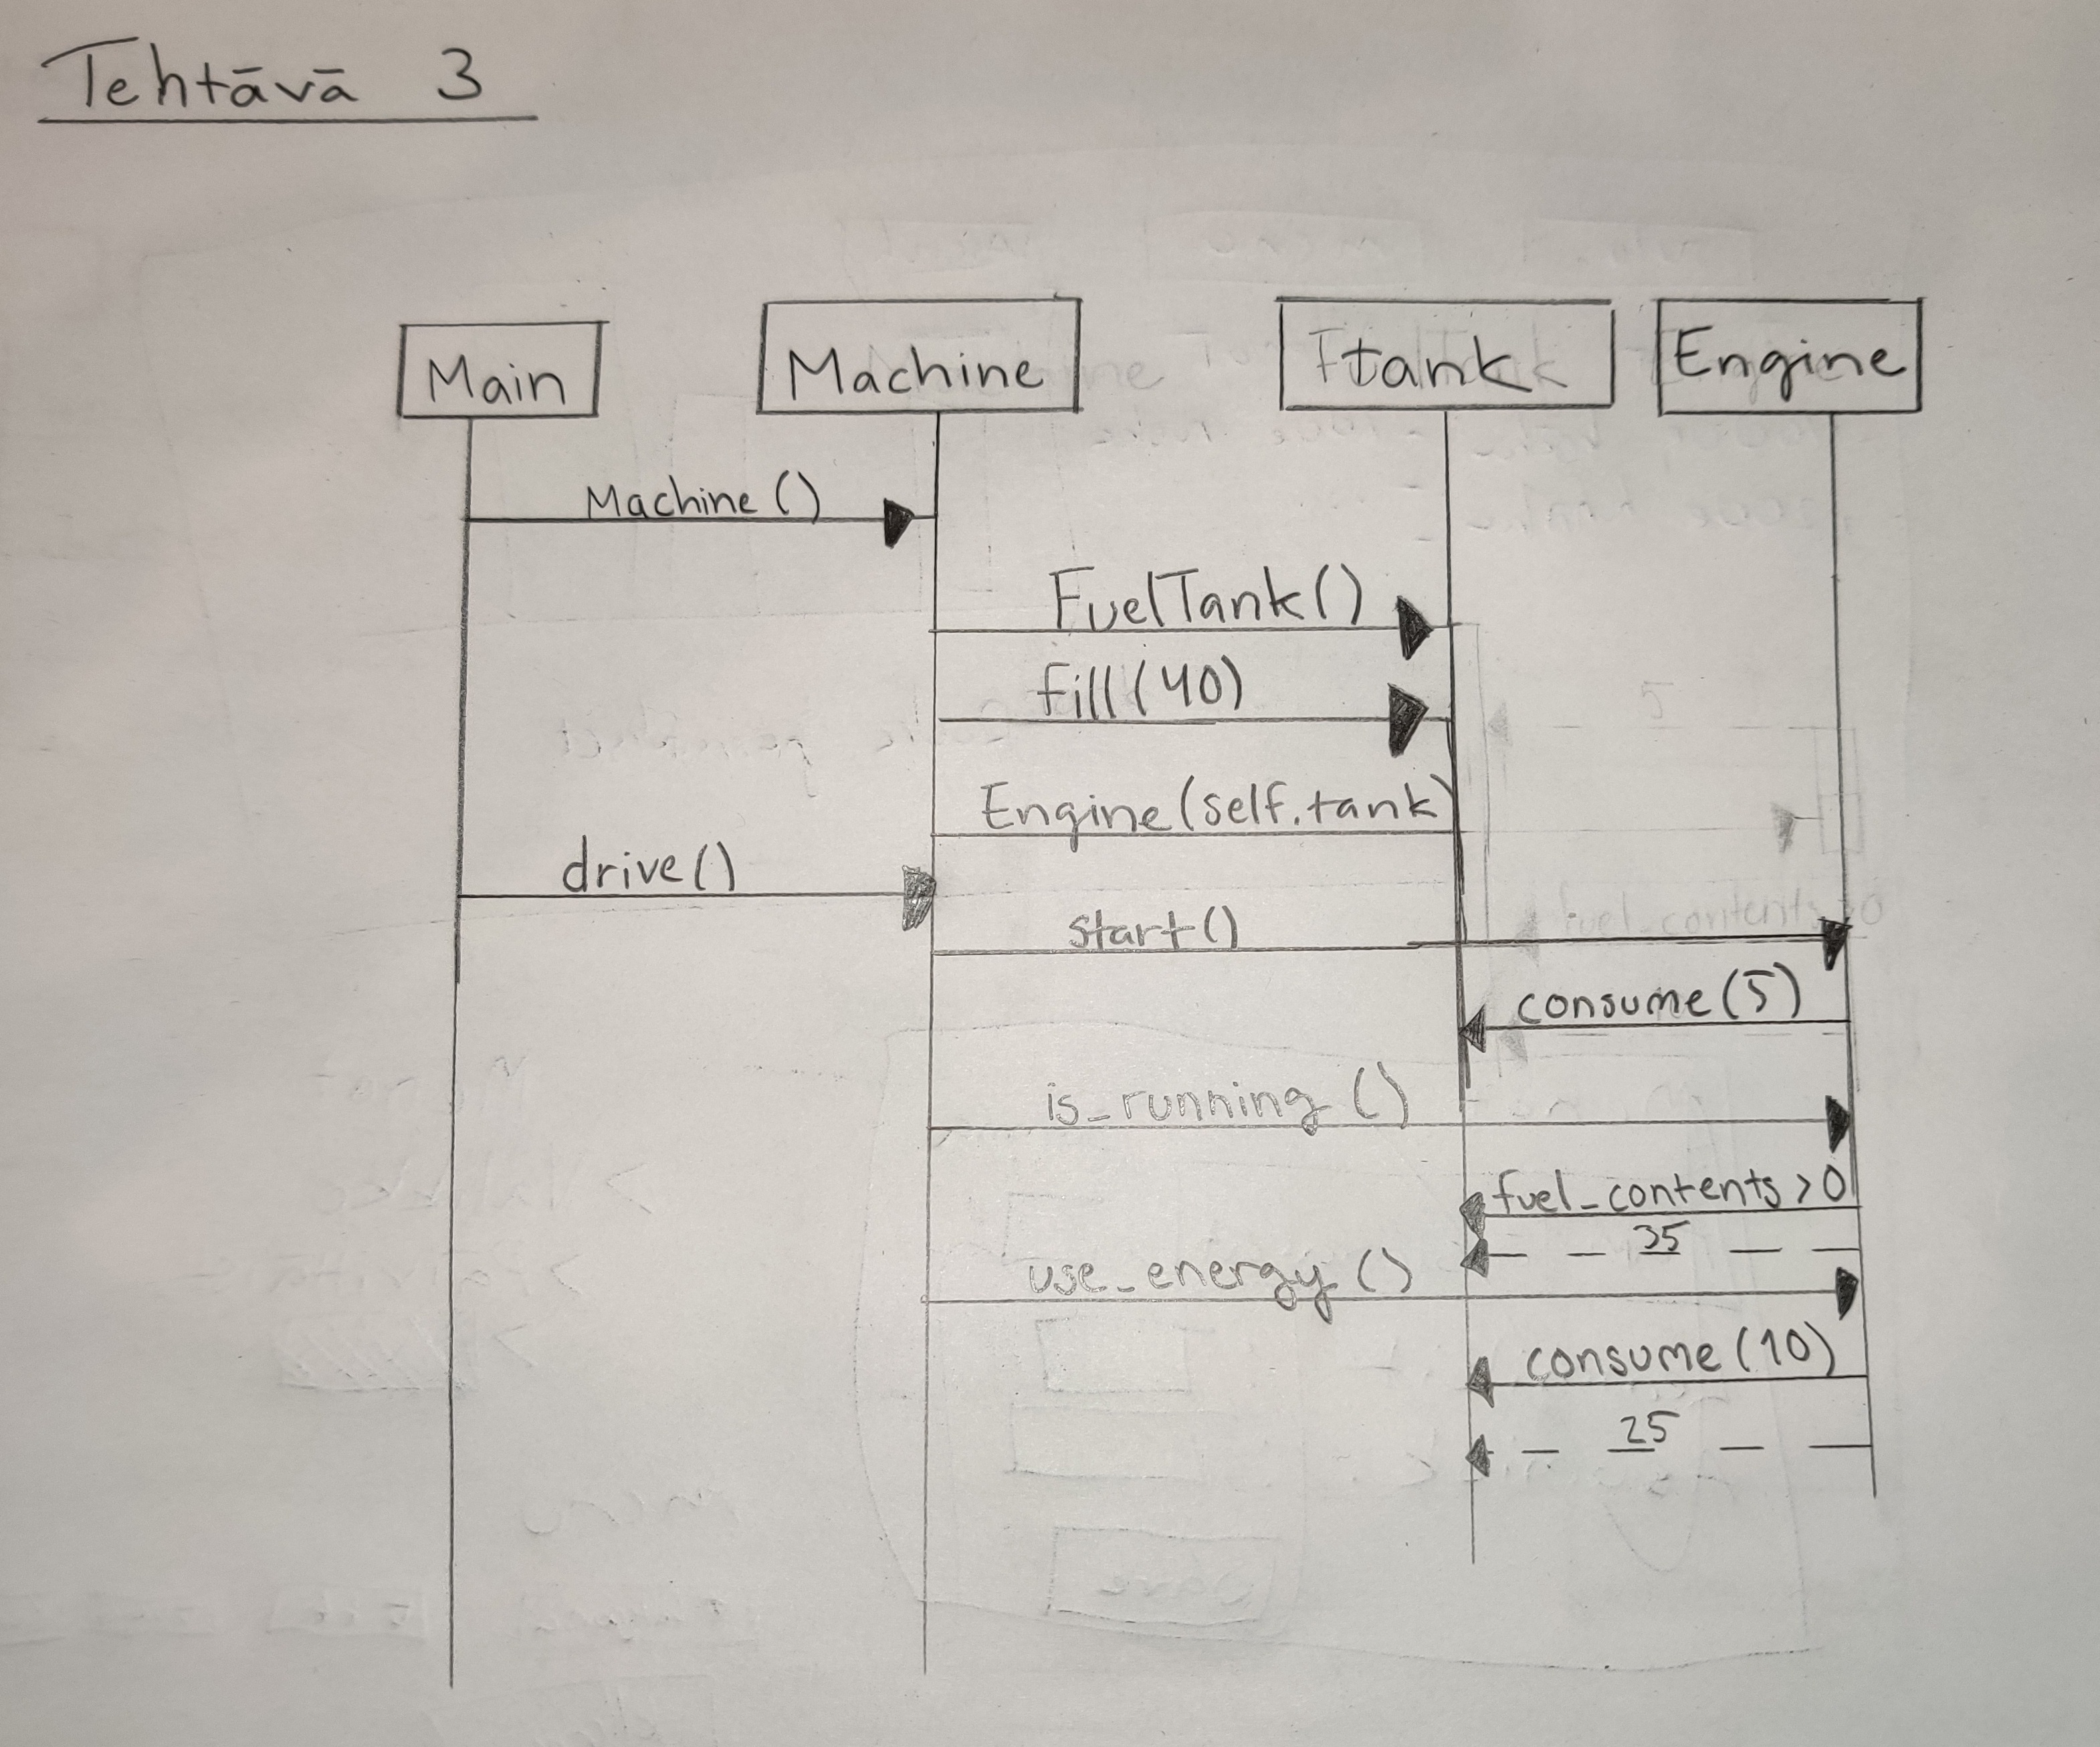 Tehtävä 3
Main Machine Ftank Engine
Machine ()
FuelTank()
fill(40)
Engine(self.tank)
drive()
start()
consume(5)
is_running ()
fuel_contents > 0
35
use_energy ()
consume (10)
25